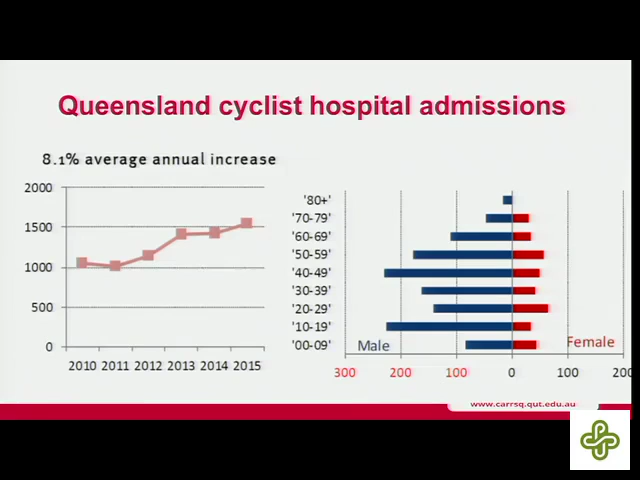 Queensland cyclist hospital admissions
8.1% average annual increase
2000
1500
1000
500
0
2010 2011 2012 2013 2014 2015
'80+'
'70-79'
'60-69'
'50-59'
'40-49'
'30-39'
'20-29'
'10-19'
'00-09'
Male
Female
300 200 100 0 100 200
www.carrsq.qut.edu.au